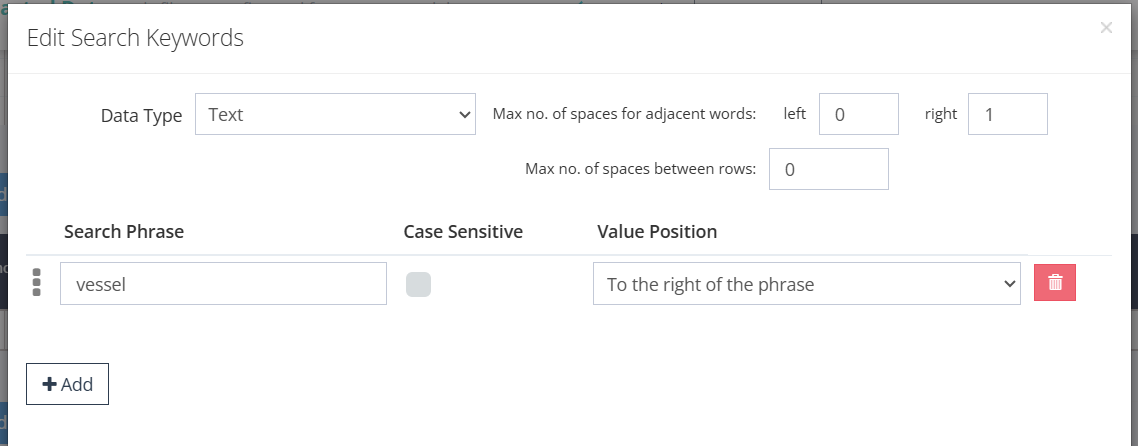 Edit Search Keywords ×
Data Type Text Max no. of spaces for adjacent words: left 0 right 1
Max no. of spaces between rows: 0
Search Phrase Case Sensitive Value Position
vessel To the right of the phrase
Add